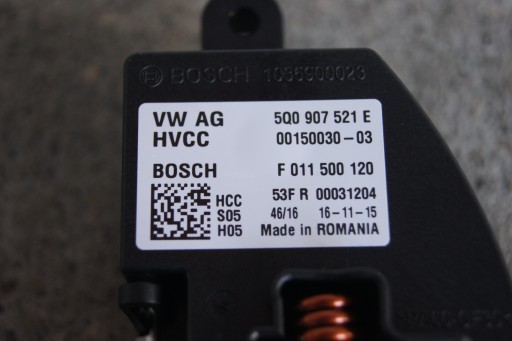 BOSCH 1036900023
VW AG 5Q0 907 521 E
HVCC 00150030-03
BOSCH F 011 500 120
HCC 53F R 00031204
S05 46/16 16-11-15
H05 Made in ROMANIA